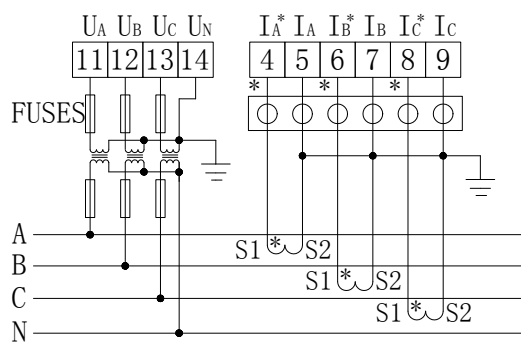 UA UB UC UN IA* IA IB* IB IC* IC
11 12 13 14 4 5 6 7 8 9
* * *
FUSES
A S1 * S2
B S1 * S2
C S1 * S2
N